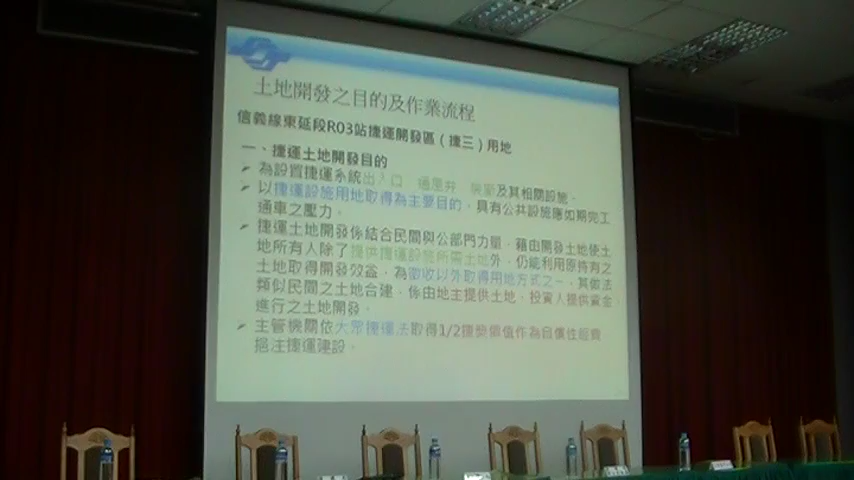 土地開發之目的及作業流程
信義線東延段R03站捷運開發區（捷三）用地
一、捷運土地開發目的
為設置捷運系統出入口 通風井 及其相關設施。
以捷運設施用地取得為主要目的，具有公共設施應如期完工
通車之壓力。
捷運土地開發係結合民間與公部門力量，藉由開發土地使土
地所有人除了提供捷運設施所需土地外，仍能利用原持有之
土地取得開發效益，為徵收以外取得用地方式之一，其做法
類似民間之土地合建，係由地主提供土地，投資人提供資金
進行之土地開發。
主管機關依大眾捷運法取得1/2獎勵價值作為自償性經費
挹注捷運建設。